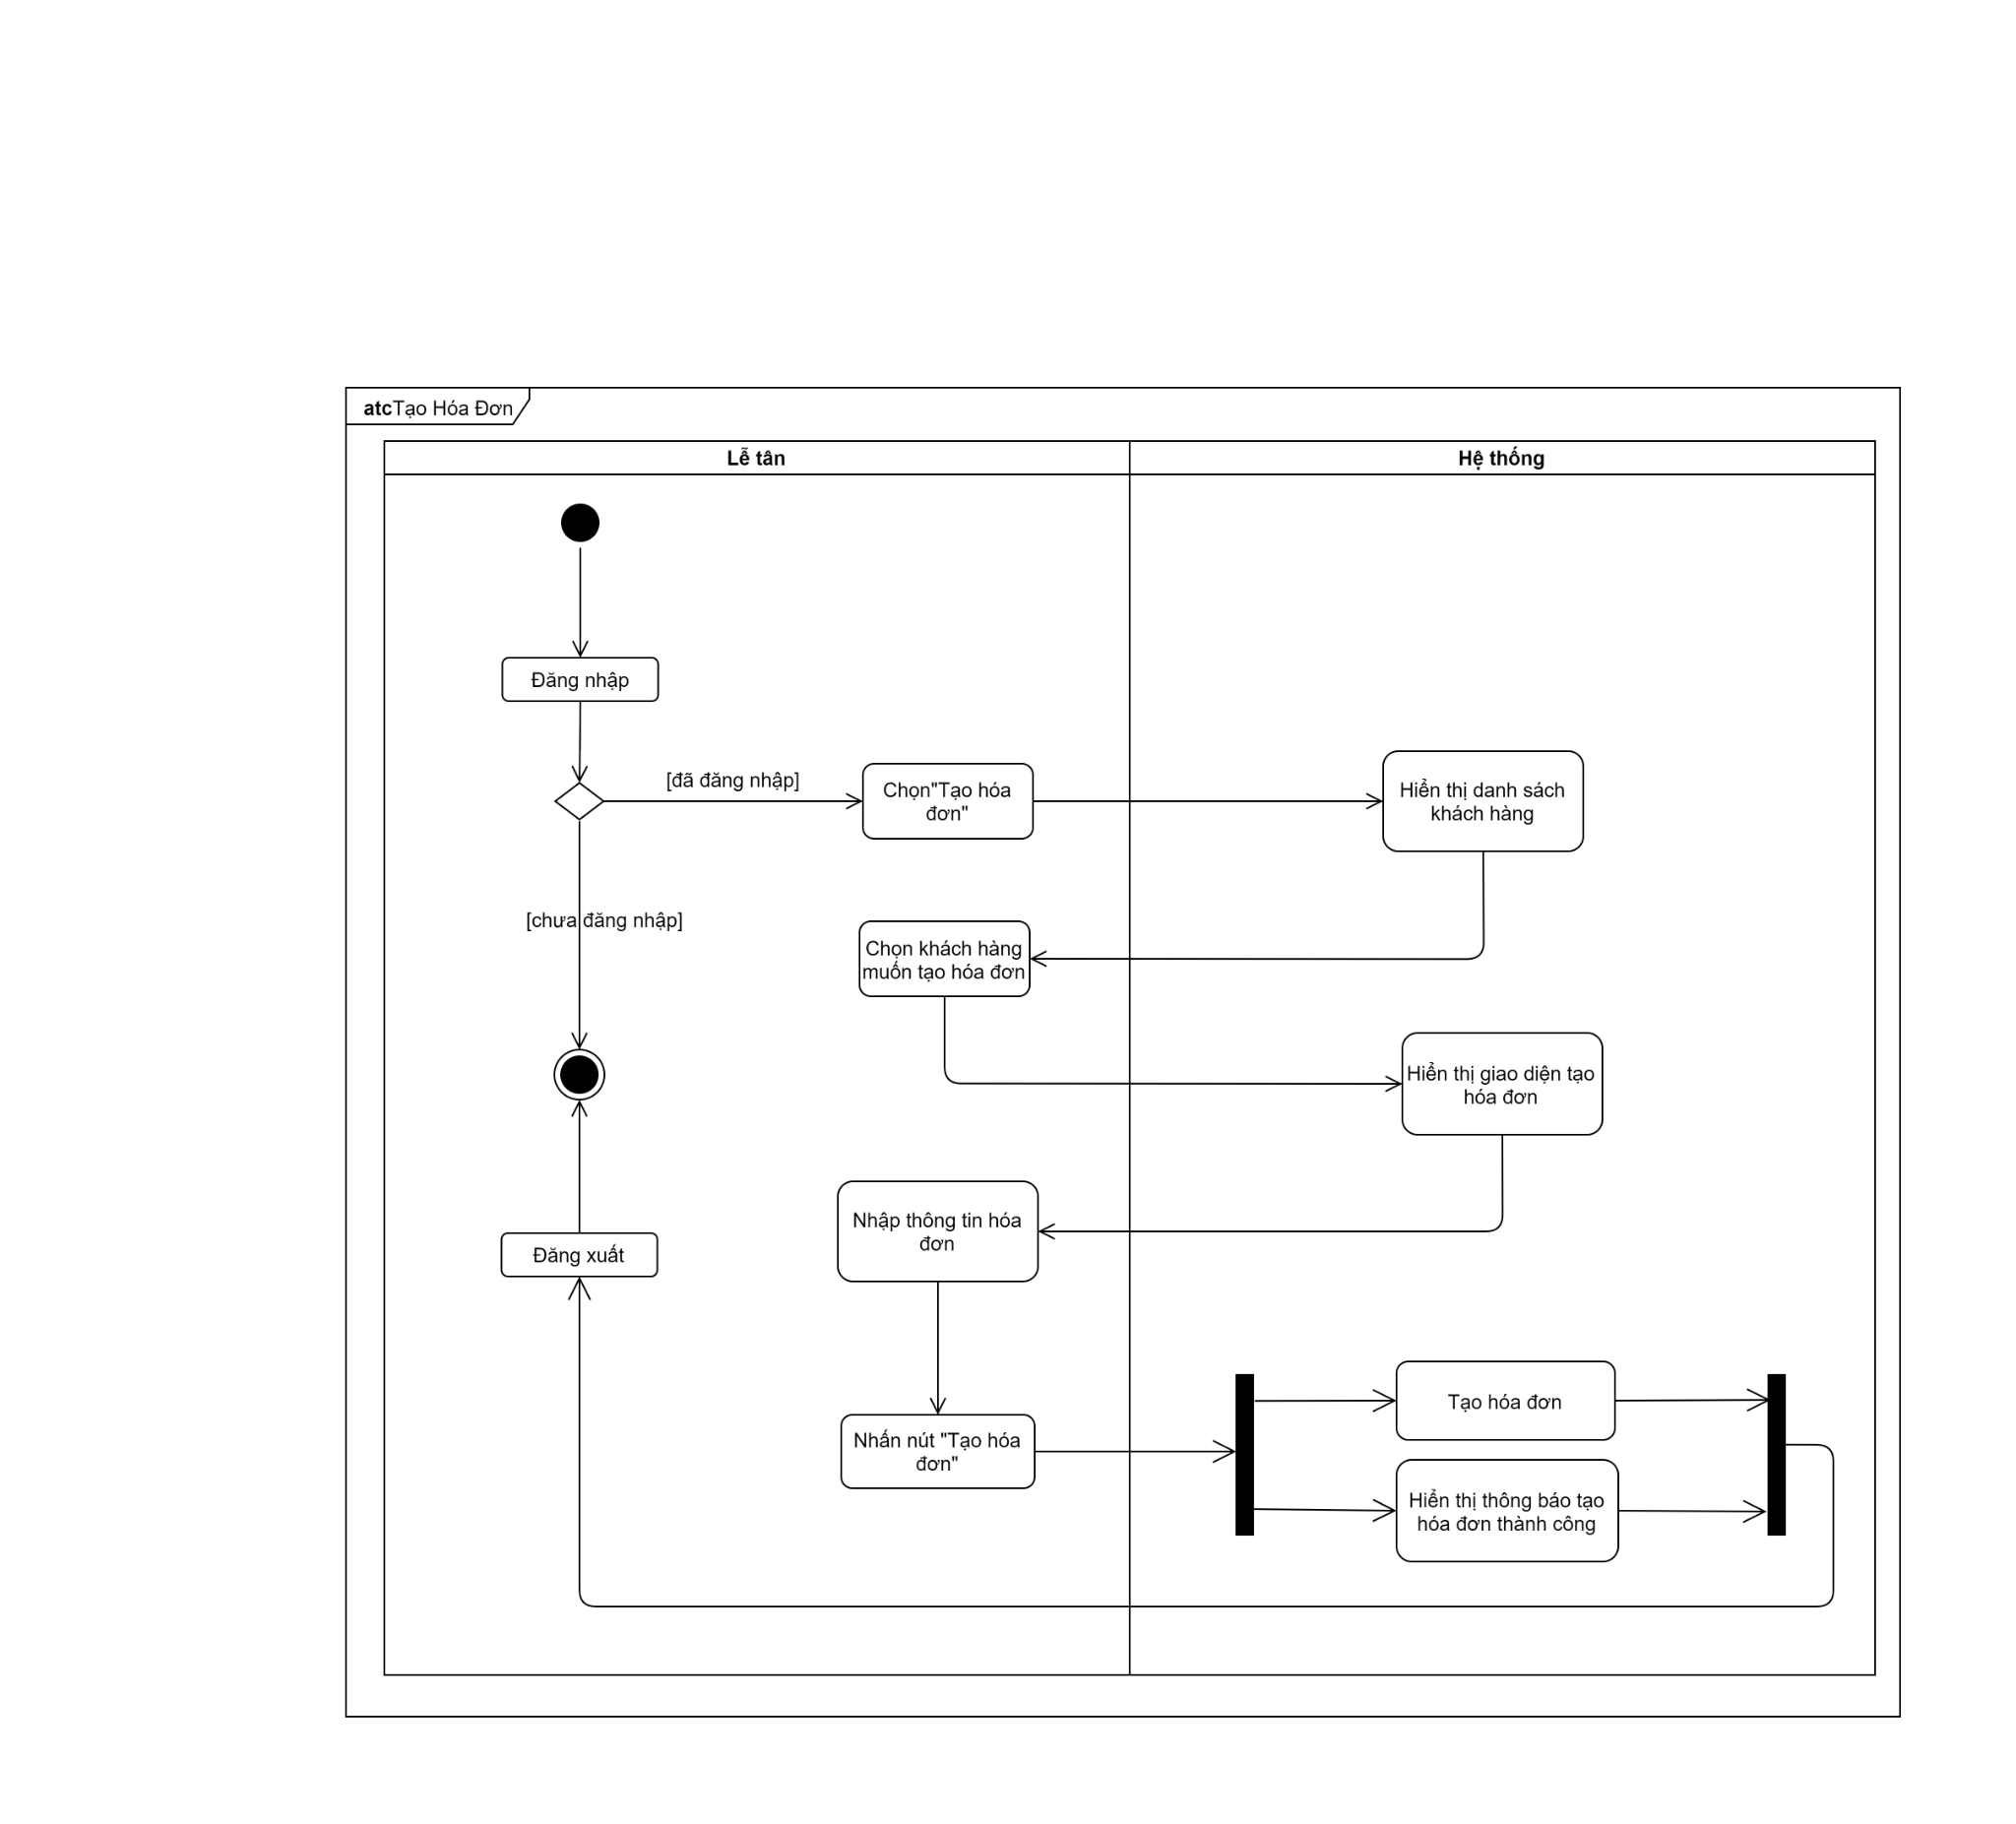 atcTạo Hóa Đơn
Lễ tân
Hệ thống
Đăng nhập
[đã đăng nhập]
Chọn"Tạo hóa
đơn"
Hiển thị danh sách
khách hàng
[chưa đăng nhập]
Chọn khách hàng
muốn tạo hóa đơn
Hiển thị giao diện tạo
hóa đơn
Nhập thông tin hóa
đơn
Đăng xuất
Tạo hóa đơn
Nhấn nút "Tạo hóa
đơn"
Hiển thị thông báo tạo
hóa đơn thành công